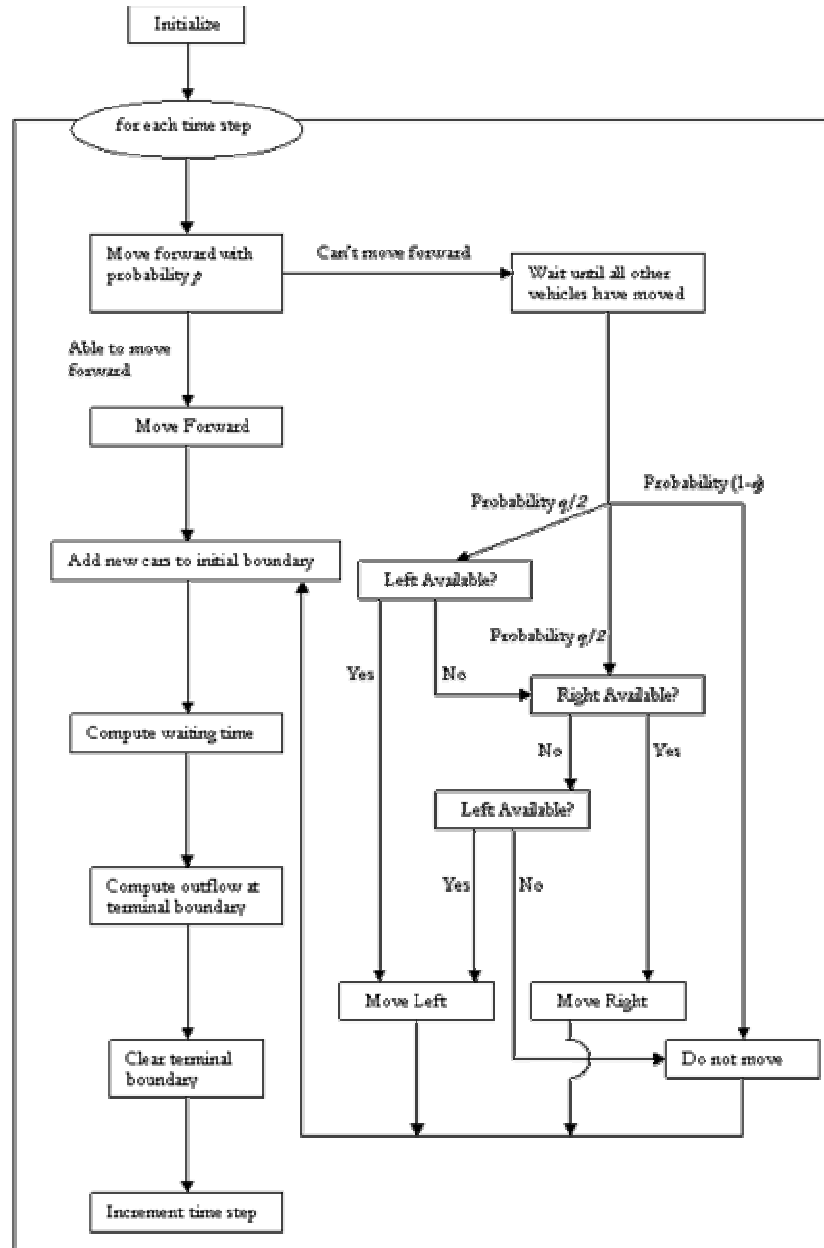 Initialize
for each time step
Move forward with
probability p
Can't move forward
Wait until all other
vehicles have moved
Able to move
forward
Move Forward
Probability q/2
Probability (1-q)
Add new cars to initial boundary
Left Available?
Probability q/2
Yes
No
Right Available?
Compute waiting time
No
Yes
Left Available?
Compute outflow at
terminal boundary
Yes
No
Move Left
Move Right
Clear terminal
boundary
Do not move
Increment time step